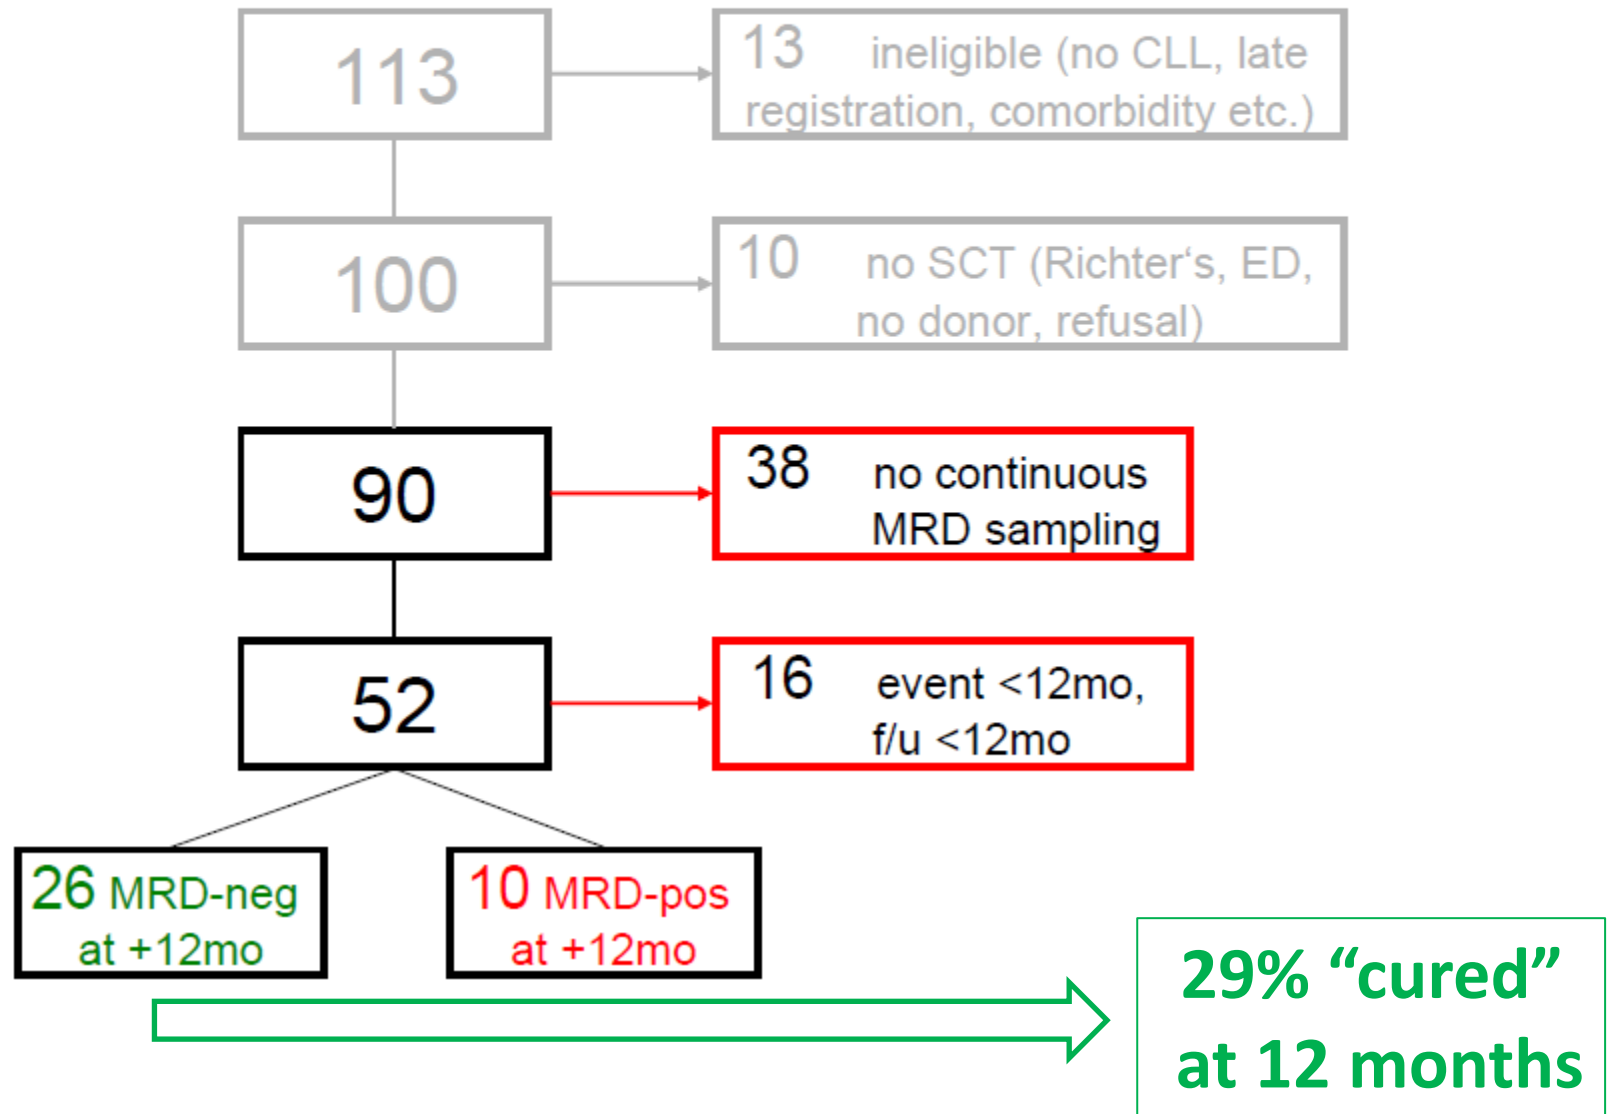 113
13 ineligible (no CLL, late
registration, comorbidity etc.)
100
10 no SCT (Richter‘s, ED,
no donor, refusal)
90
38 no continuous
MRD sampling
52
16 event <12mo,
f/u <12mo
26 MRD-neg
at +12mo
10 MRD-pos
at +12mo
29% “cured”
at 12 months